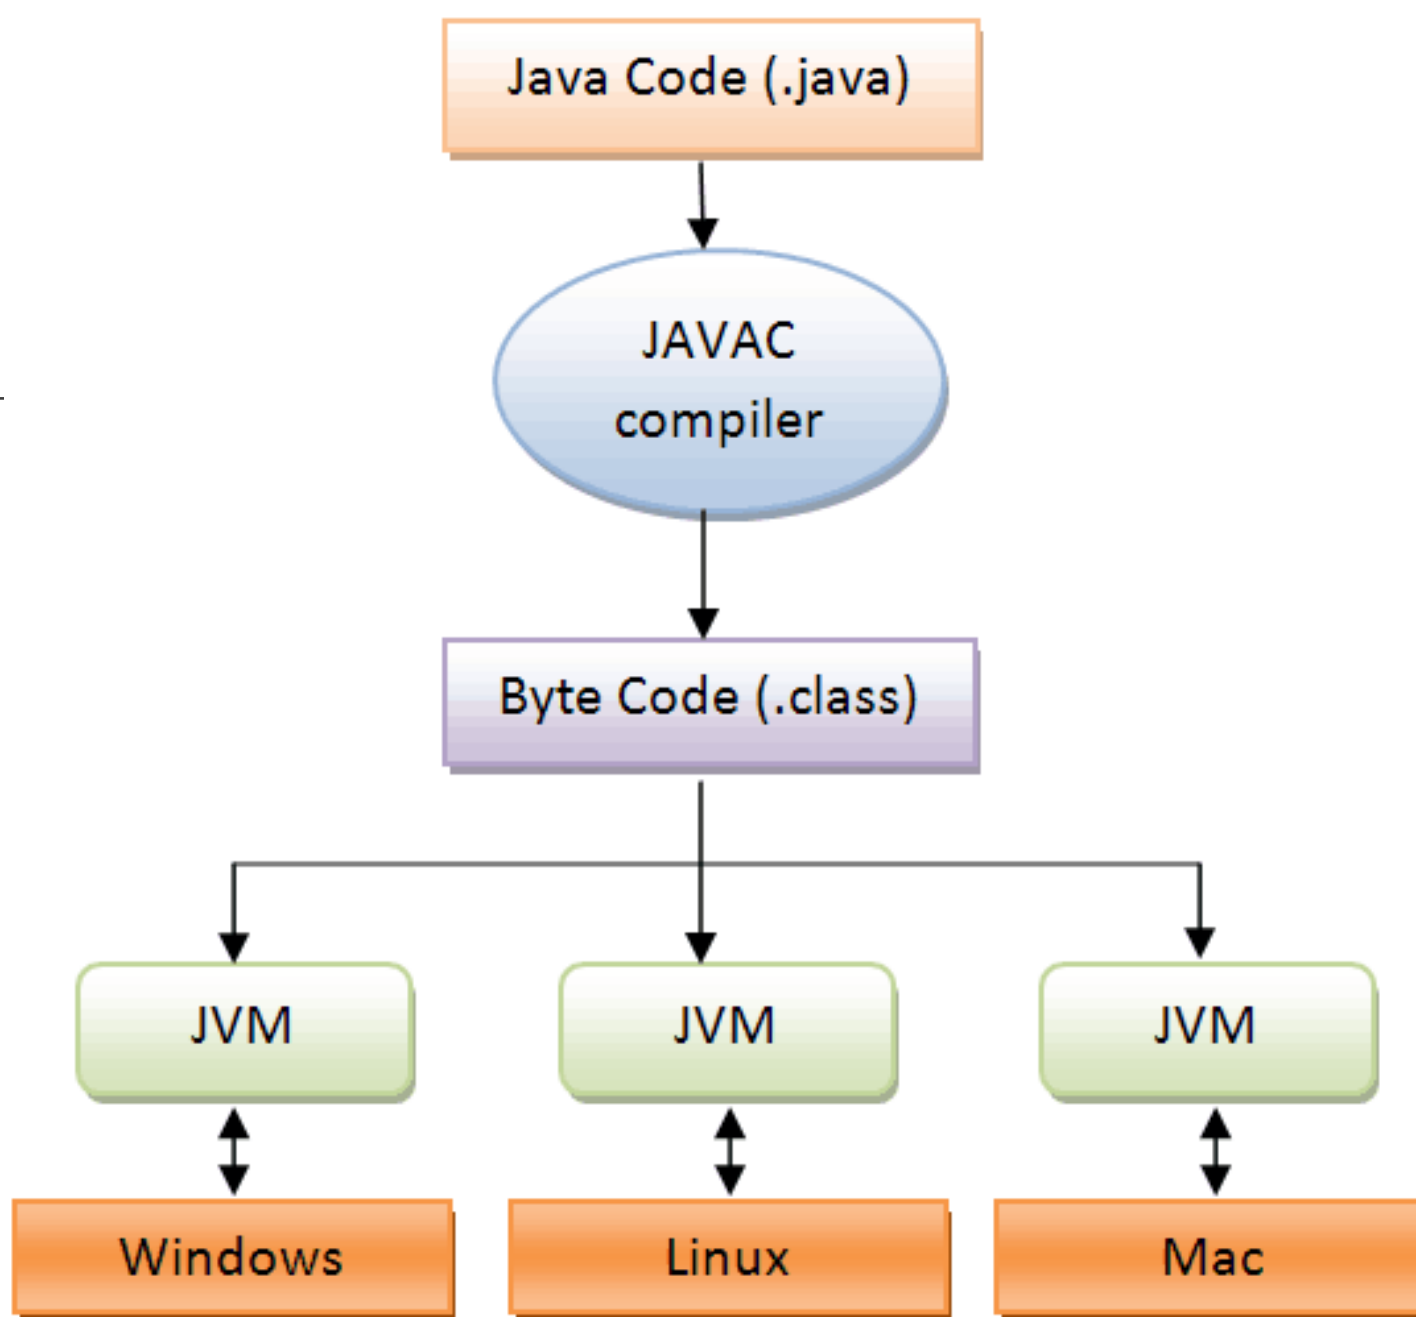 Java Code (.java)
JAVAC
compiler
Byte Code (.class)
JVM
JVM
JVM
Windows
Linux
Mac